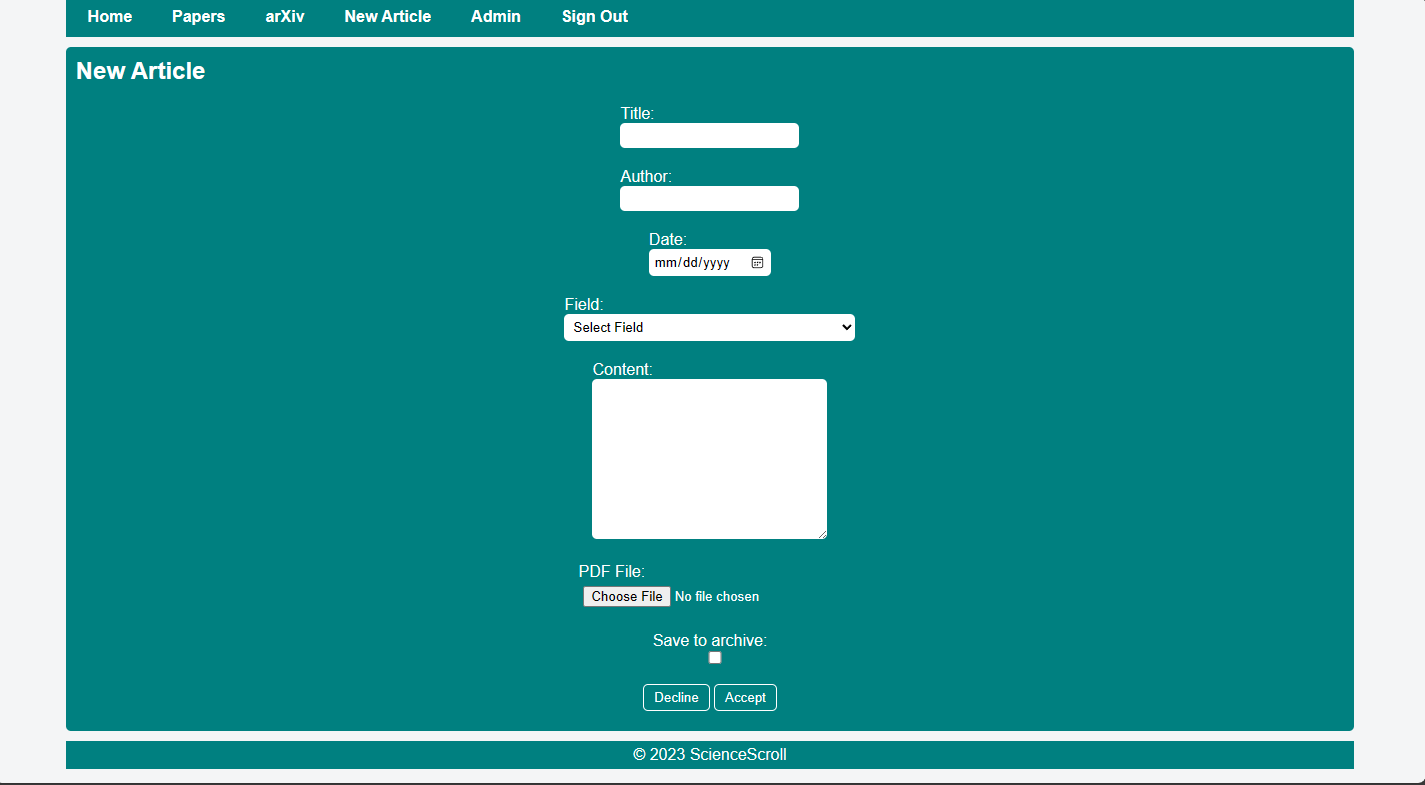 Home Papers arXiv New Article Admin Sign Out
New Article
Title:
Author:
Date:
mm/dd/yyyy
Field:
Select Field
Content:
PDF File:
Choose File No file chosen
Save to archive:
Decline Accept
© 2023 ScienceScroll